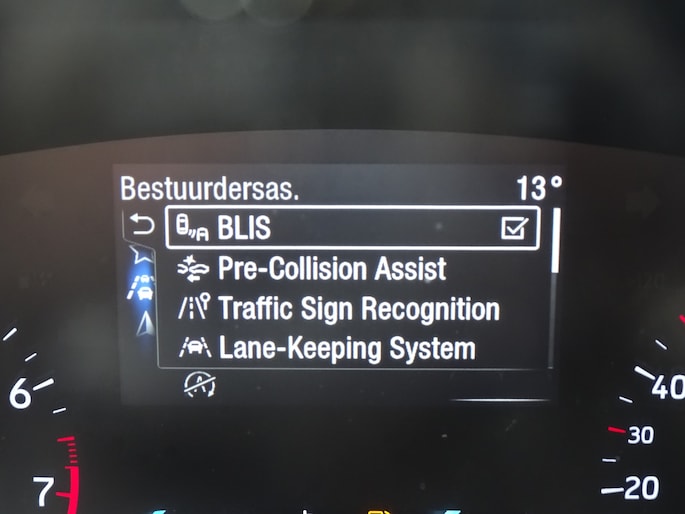 Bestuurdersas. 13°
BLIS
Pre-Collision Assist
Traffic Sign Recognition
Lane-Keeping System
6
7
40
30
20